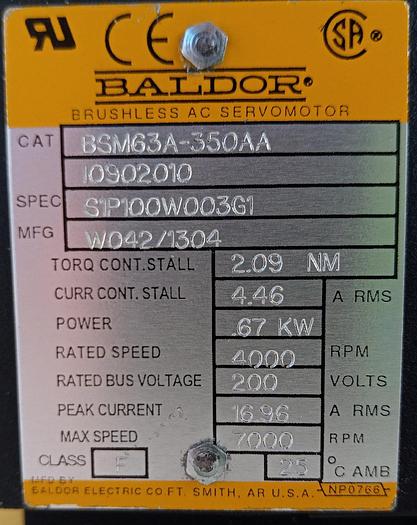 RU CE SA
BALDOR®
BRUSHLESS AC SERVOMOTOR
CAT BSM63A-350AA
10902010
SPEC S1P100W003G1
MFG W042/1304
TORQ CONT.STALL 2.09 NM
CURR CONT. STALL 4.46 A RMS
POWER .67 KW
RATED SPEED 4000 RPM
RATED BUS VOLTAGE 200 VOLTS
PEAK CURRENT 16.96 A RMS
MAX SPEED 7000 RPM
CLASS F 25 °C AMB
MFD BY
BALDOR ELECTRIC CO FT. SMITH, AR U.S.A. NP0766